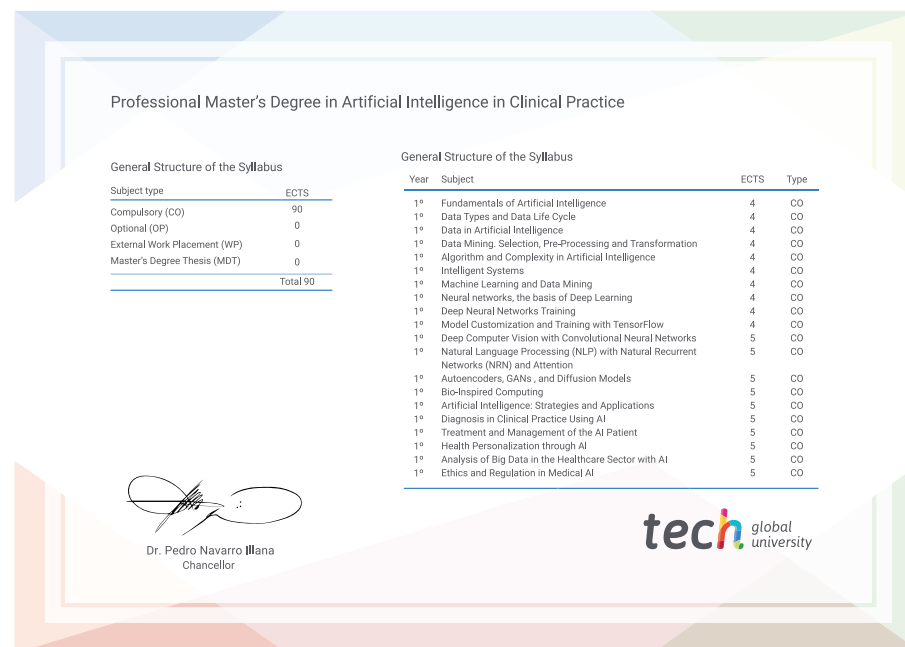 Professional Master's Degree in Artificial Intelligence in Clinical Practice
General Structure of the Syllabus
Subject type ECTS
Compulsory (CO) 90
Optional (OP) 0
External Work Placement (WP) 0
Master's Degree Thesis (MDT) 0
Total 90
General Structure of the Syllabus
Year Subject ECTS Type
1º Fundamentals of Artificial Intelligence 4 CO
1º Data Types and Data Life Cycle 4 CO
1º Data in Artificial Intelligence 4 CO
1º Data Mining. Selection, Pre-Processing and Transformation 4 CO
1º Algorithm and Complexity in Artificial Intelligence 4 CO
1º Intelligent Systems 4 CO
1º Machine Learning and Data Mining 4 CO
1º Neural networks, the basis of Deep Learning 4 CO
1º Deep Neural Networks Training 4 CO
1º Model Customization and Training with TensorFlow 4 CO
1º Deep Computer Vision with Convolutional Neural Networks 5 CO
1º Natural Language Processing (NLP) with Natural Recurrent 5 CO
Networks (NRN) and Attention
1º Autoencoders, GANs , and Diffusion Models 5 CO
1º Bio-Inspired Computing 5 CO
1º Artificial Intelligence: Strategies and Applications 5 CO
1º Diagnosis in Clinical Practice Using AI 5 CO
1º Treatment and Management of the AI Patient 5 CO
1º Health Personalization through AI 5 CO
1º Analysis of Big Data in the Healthcare Sector with AI 5 CO
1º Ethics and Regulation in Medical AI 5 CO
Dr. Pedro Navarro Illana
Chancellor
tech global
university